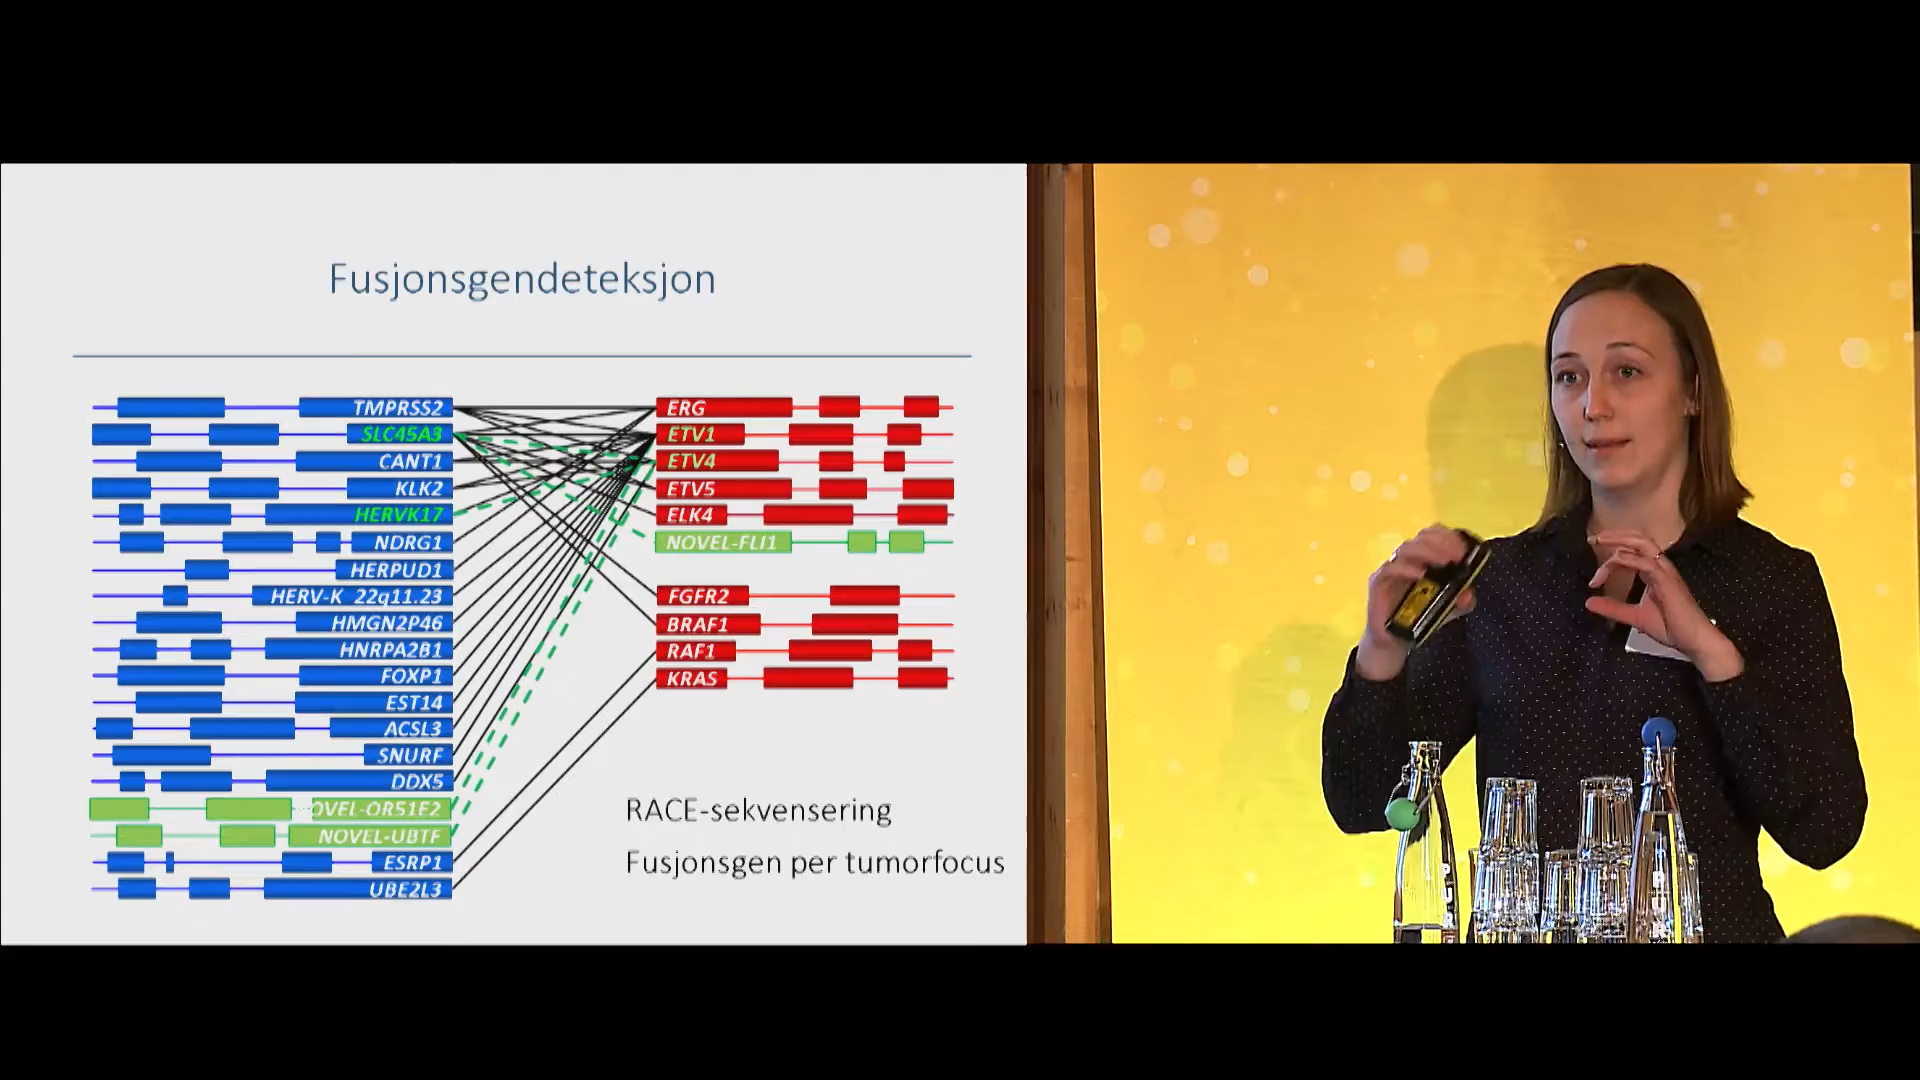 Fusjonsgendeteksjon
TMPRSS2
SLC45A3
CANT1
KLK2
HERVK17
NDRG1
HERPUD1
HERV-K 22q11.23
HMGN2P46
HNRPA2B1
FOXP1
EST14
ACSL3
SNURF
DDX5
OVEL-OR51E2
NOVEL-UBTF
ESRP1
UBE2L3
ERG
ETV1
ETV4
ETV5
ELK4
NOVEL-FLI1
FGFR2
BRAF1
RAF1
KRAS
RACE-sekvensering
Fusjonsgen per tumorfocus